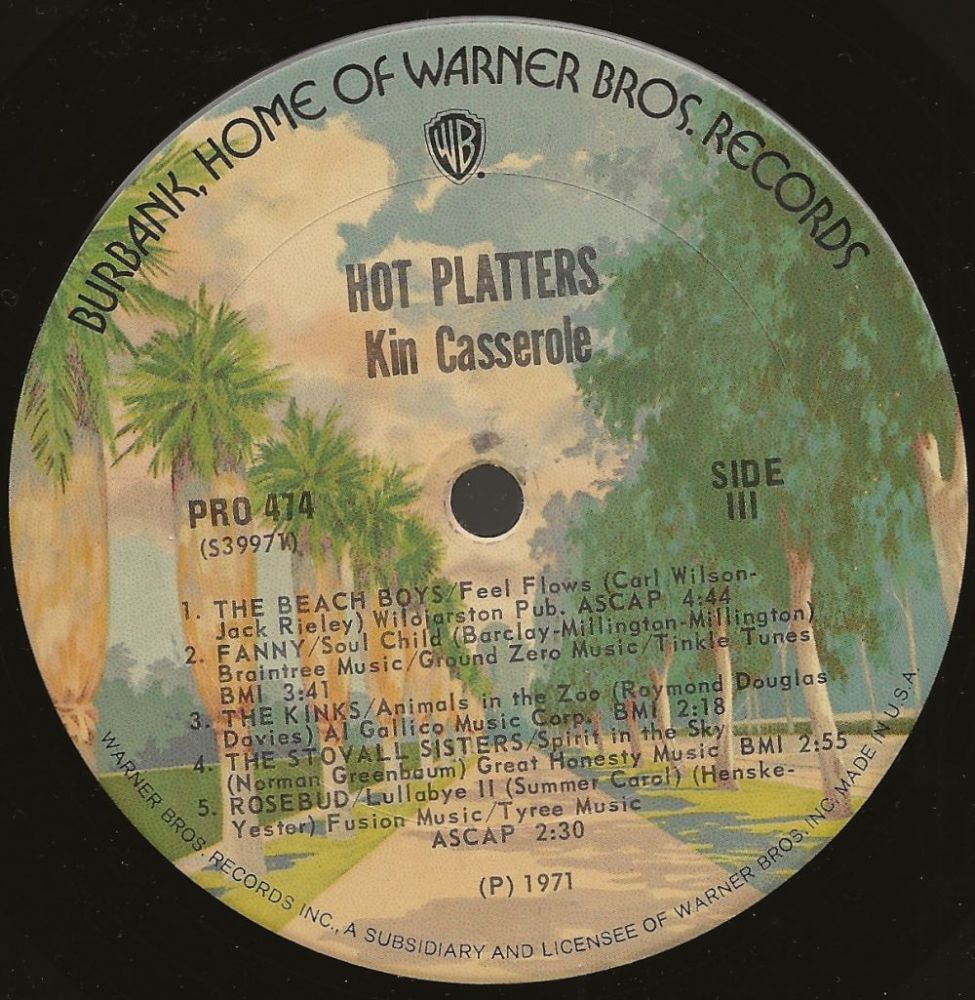 BURBANK, HOME OF WARNER BROS. RECORDS
WB
HOT PLATTERS
Kin Casserole
PRO 474
(S39971)
SIDE
III
1. THE BEACH BOYS/Feel Flows (Carl Wilson-
Jack Rieley) Wilojarston Pub. ASCAP 4:44
2. FANNY/Soul Child (Barclay-Millington-Millington)
Braintree Music/Ground Zero Music/Tinkle Tunes
BMI 3:41
3. THE KINKS/Animals in the Zoo (Raymond Douglas
Davies) Al Gallico Music Corp. BMI 2:18
4. THE STOVALL SISTERS/Spirit in the Sky
(Norman Greenbaum) Great Honesty Music BMI 2:55
5. ROSEBUD/Lullabye II (Summer Carol) (Henske-
Yester) Fusion Music/Tyree Music
ASCAP 2:30
(P) 1971
WARNER BROS. RECORDS INC., A SUBSIDIARY AND LICENSEE OF WARNER BROS. INC. MADE IN U.S.A.